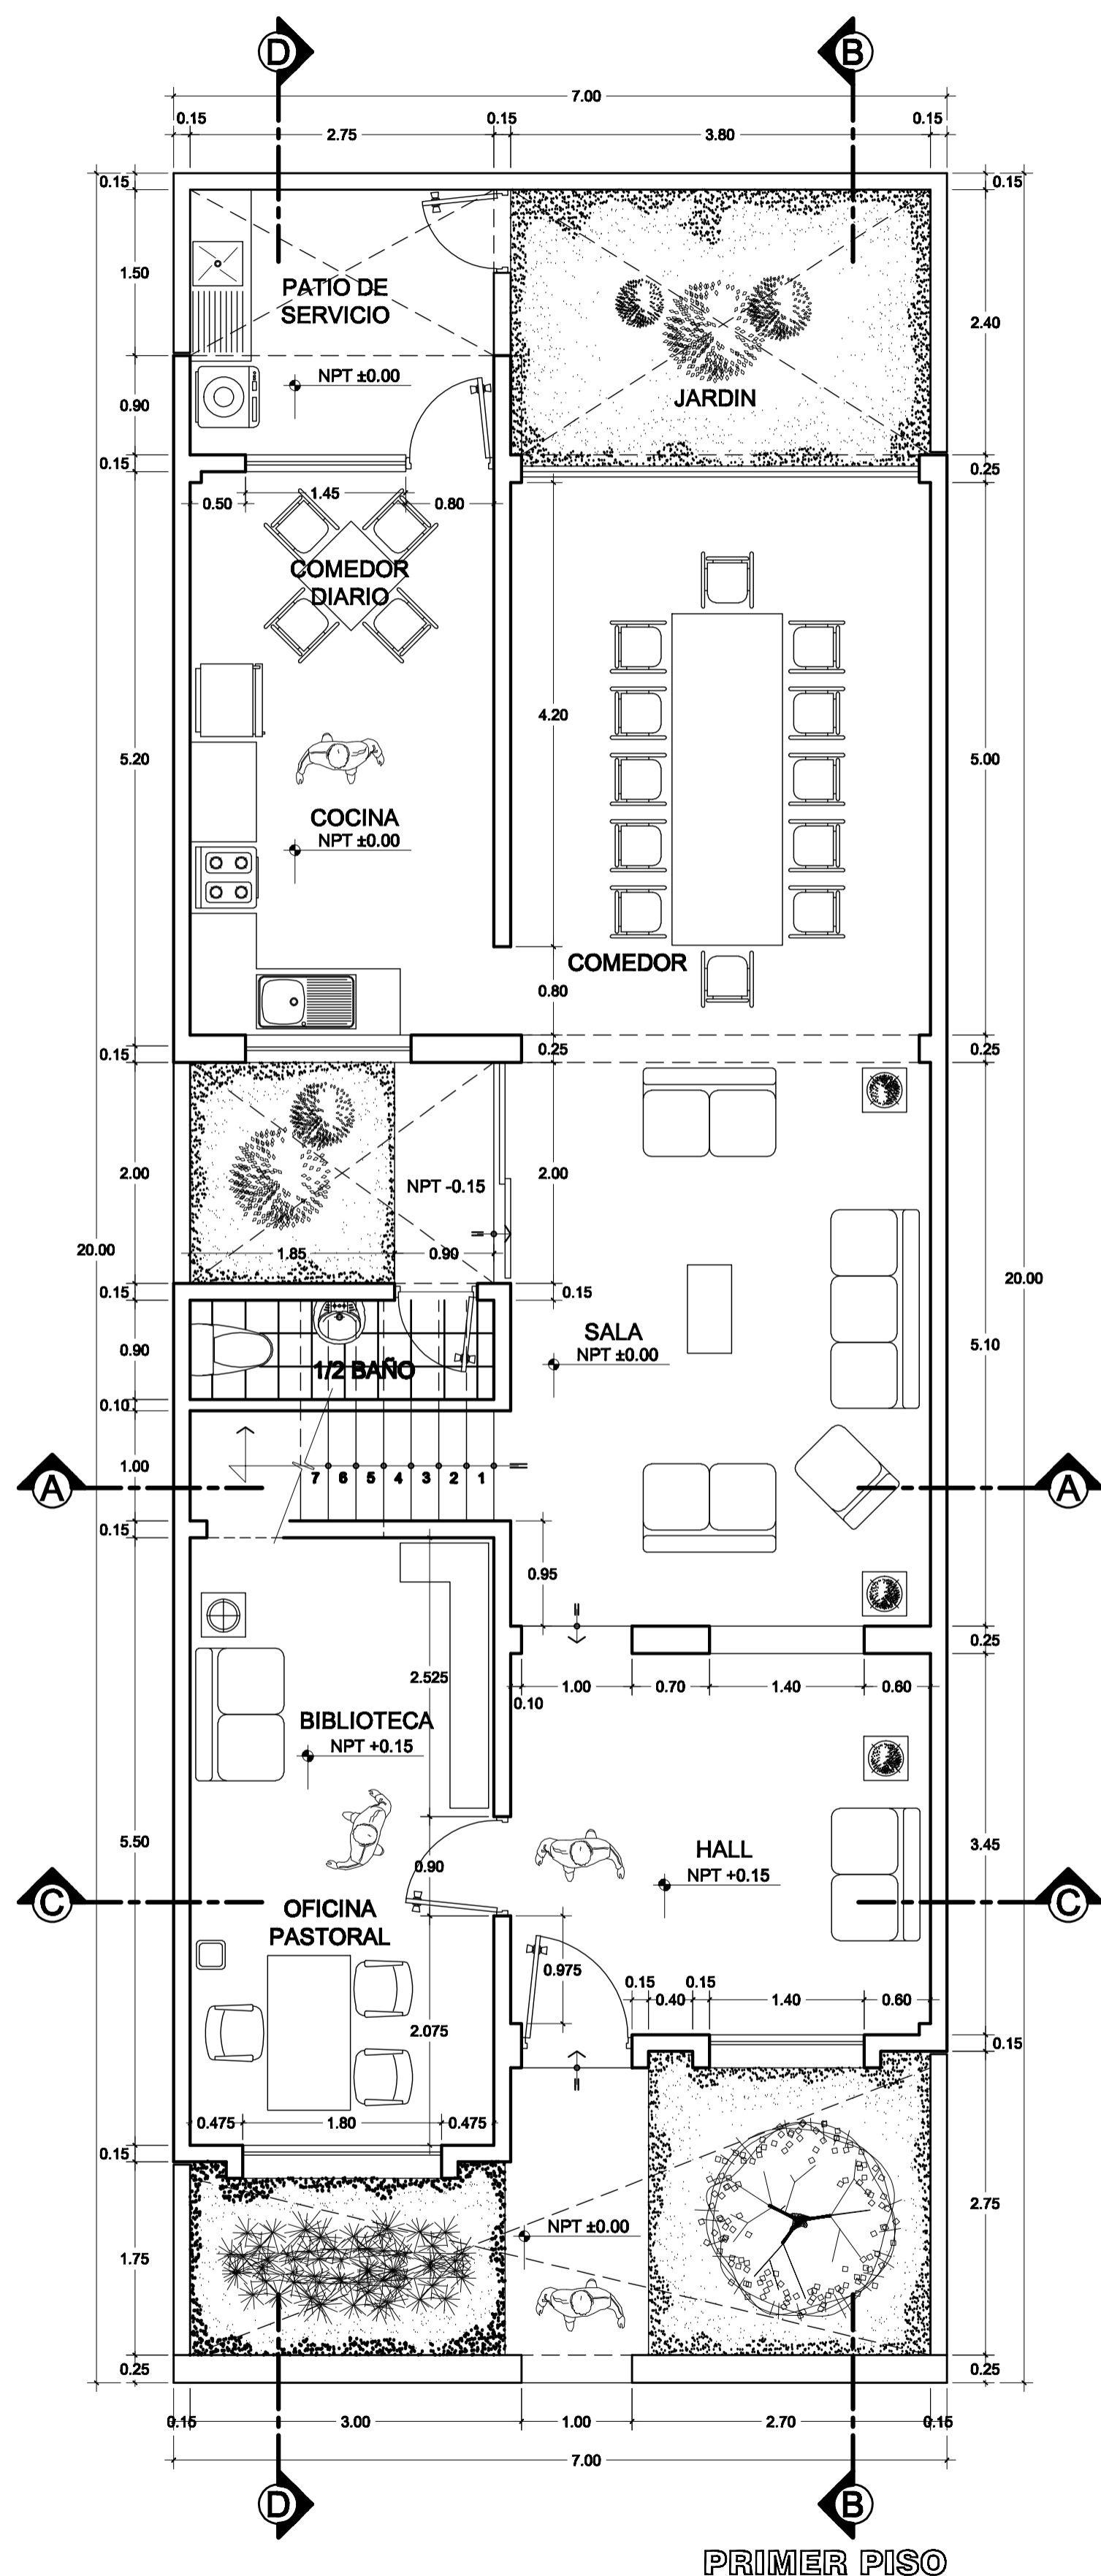 D
B
7.00
0.15
0.15
0.15
2.75
3.80
0.15
0.15
1.50
PATIO DE
SERVICIO
2.40
NPT ±0.00
JARDIN
0.90
0.15
0.25
0.50
1.45
0.80
COMEDOR
DIARIO
4.20
5.20
5.00
COCINA
NPT ±0.00
COMEDOR
0.80
0.15
0.25
0.25
2.00
NPT -0.15
2.00
20.00
1.85
0.90
20.00
0.15
0.15
0.90
SALA
NPT ±0.00
5.10
1/2 BAÑO
0.10
1.00
7
6
5
4
3
2
1
A
A
0.15
0.95
0.25
2.525
1.00
0.70
1.40
0.60
0.10
BIBLIOTECA
NPT +0.15
5.50
0.90
HALL
NPT +0.15
3.45
C
C
OFICINA
PASTORAL
0.975
0.15
0.15
0.40
1.40
0.60
2.075
0.15
0.475
1.80
0.475
0.15
2.75
NPT ±0.00
1.75
0.25
0.25
0.15
3.00
1.00
2.70
0.15
7.00
D
B
PRIMER PISO